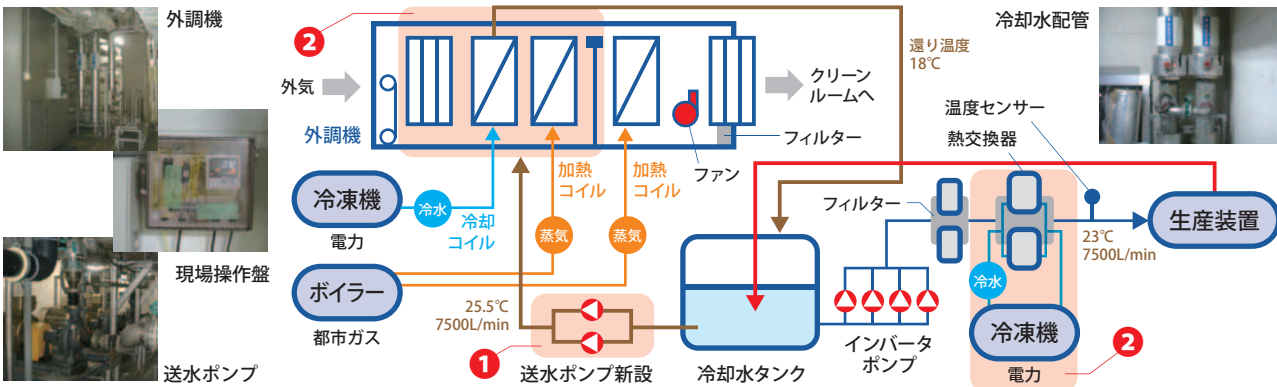 外調機
現場操作盤
送水ポンプ
❷
外気
外調機
クリーン
ルームへ
フィルター
ファン
還り温度
18℃
冷却水配管
温度センサー
熱交換器
フィルター
生産装置
23℃
7500L/min
冷凍機
電力
冷水
冷却
コイル
加熱
コイル
加熱
コイル
蒸気
蒸気
ボイラー
都市ガス
25.5℃
7500L/min
❶
送水ポンプ新設
冷却水タンク
インバータ
ポンプ
冷水
冷凍機
電力
❷